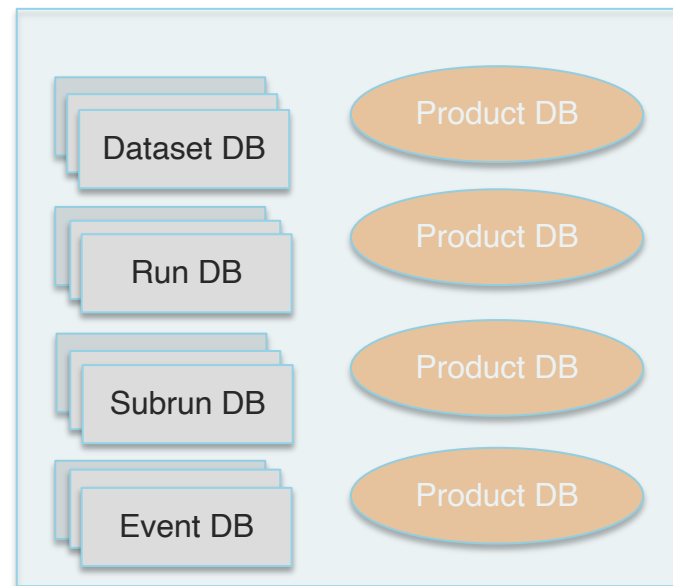 Dataset DB
Product DB
Run DB
Product DB
Subrun DB
Product DB
Event DB
Product DB